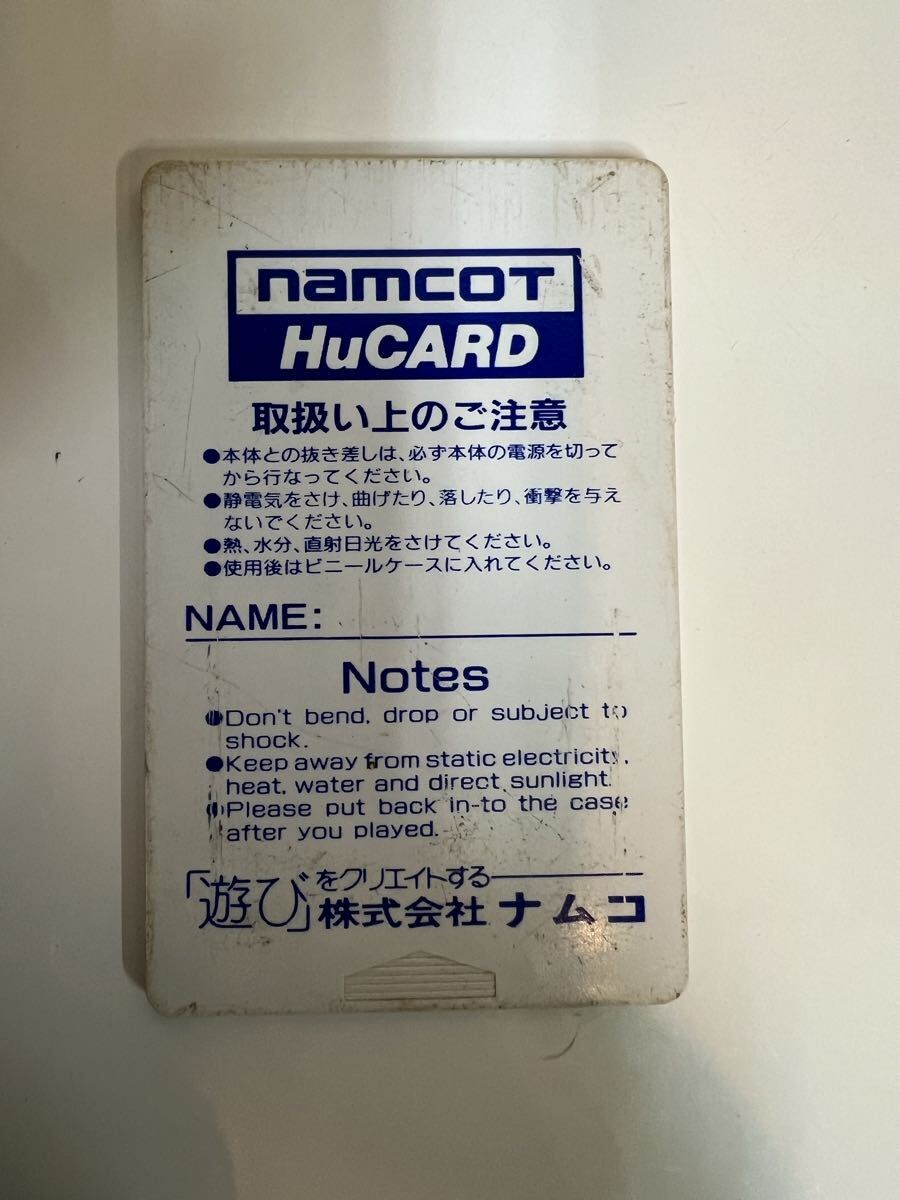 namcot
HuCARD
取扱い上のご注意
●本体との抜き差しは、必ず本体の電源を切って
から行なってください。
●静電気をさけ、曲げたり、落したり、衝撃を与え
ないでください。
●熱、水分、直射日光をさけてください。
●使用後はビニールケースに入れてください。
NAME:
Notes
●Don't bend, drop or subject to
shock.
●Keep away from static electricity,
heat, water and direct sunlight.
●Please put back in-to the case
after you played.
「遊び」をクリエイトする
株式会社 ナムコ